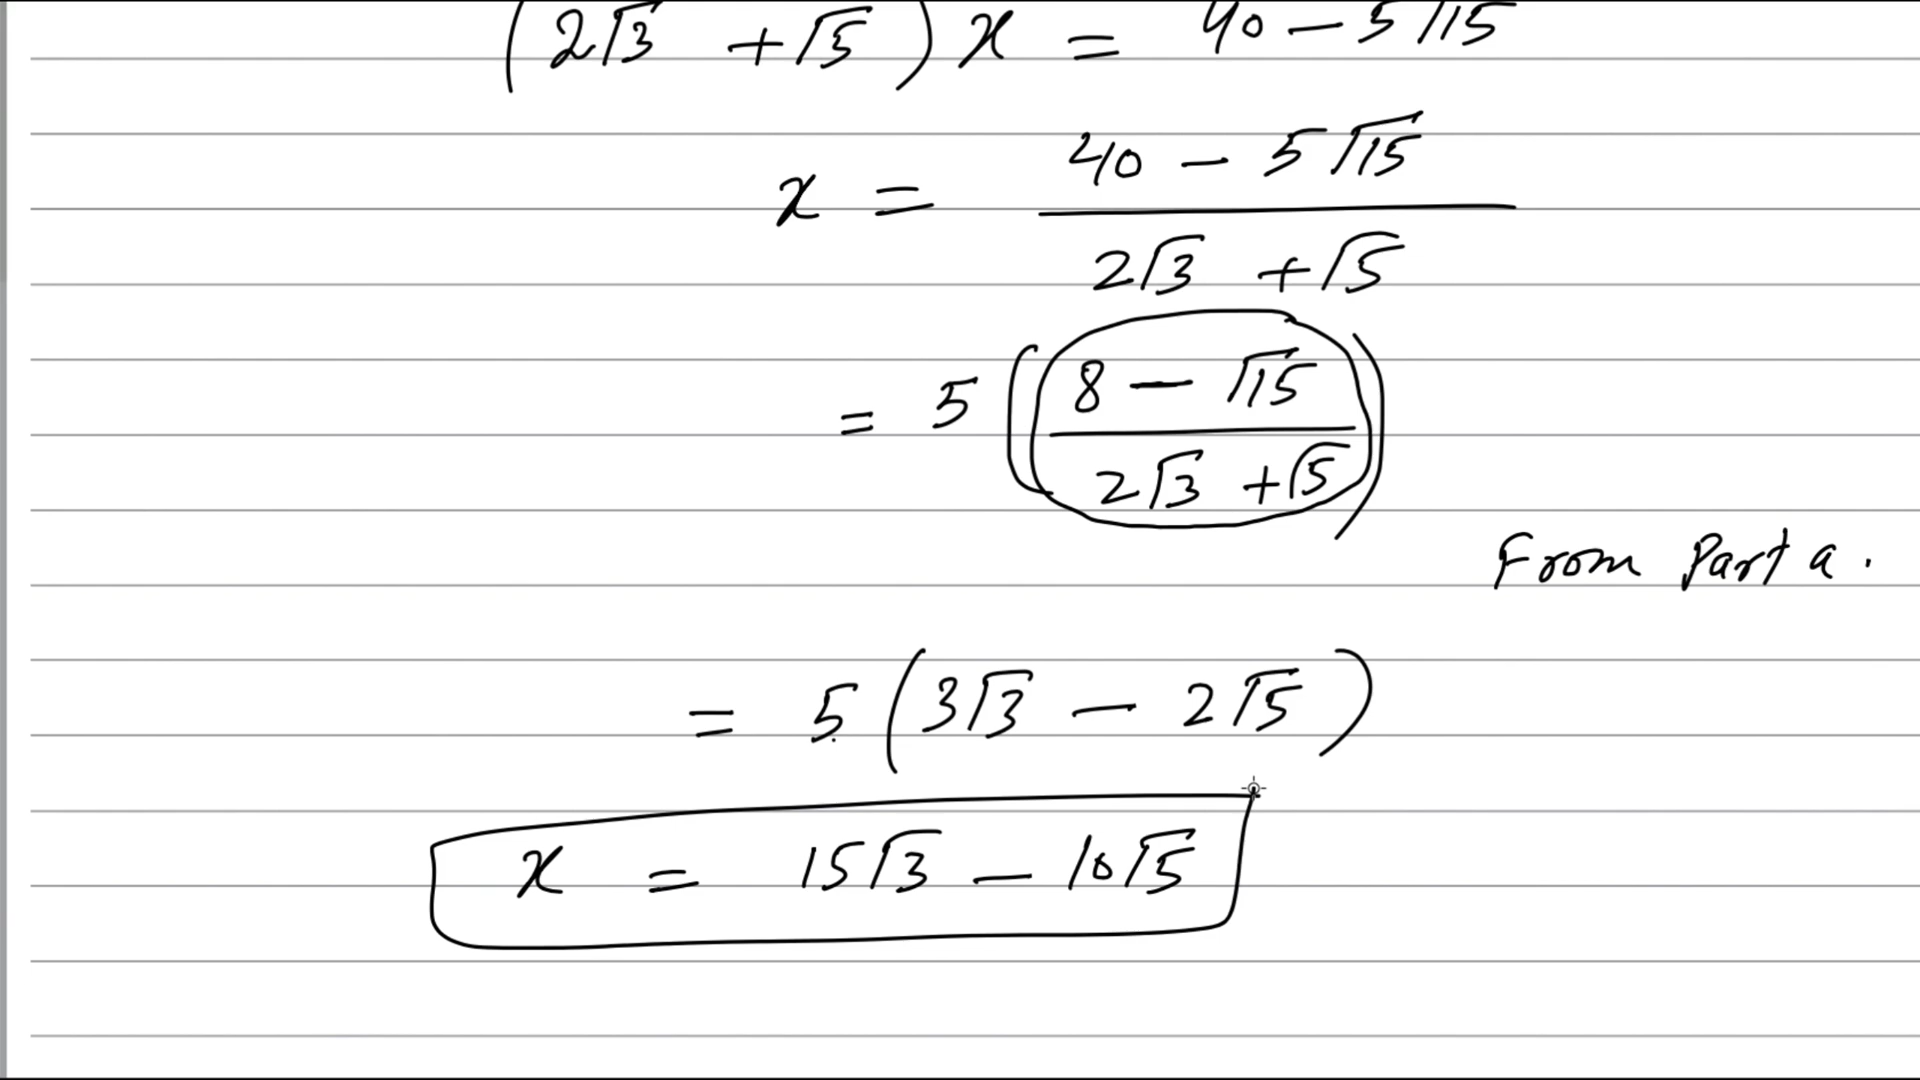 (2√3 + √5) x = 40 - 5√15
x = (40 - 5√15) / (2√3 + √5)
= 5 ((8 - √15) / (2√3 + √5))
From Part a.
= 5 (3√3 - 2√5)
x = 15√3 - 10√5